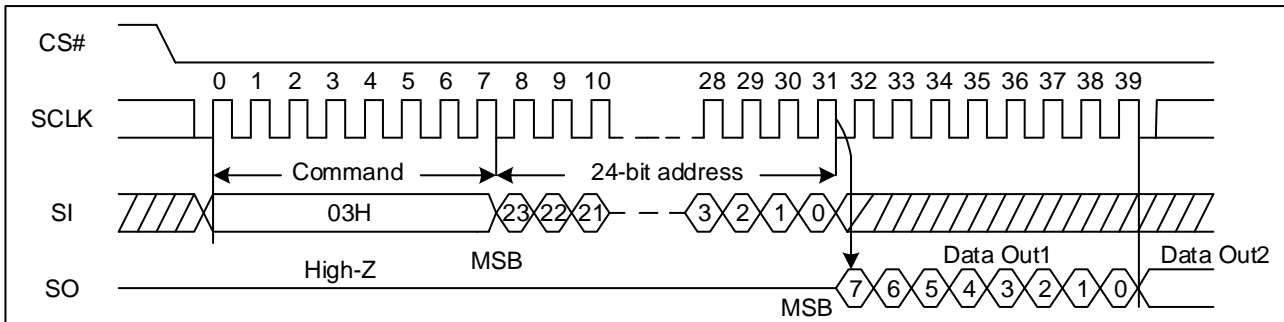 CS#
0 1 2 3 4 5 6 7 8 9 10 28 29 30 31 32 33 34 35 36 37 38 39
SCLK
Command 24-bit address
SI 03H 23 22 21 3 2 1 0
High-Z MSB Data Out1 Data Out2
SO MSB 7 6 5 4 3 2 1 0